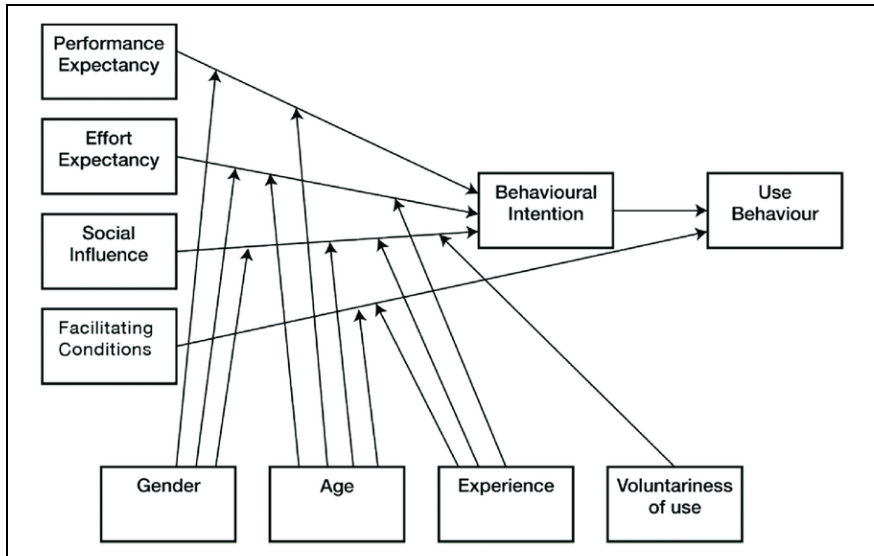 Performance
Expectancy
Effort
Expectancy
Social
Influence
Facilitating
Conditions
Behavioural
Intention
Use
Behaviour
Gender
Age
Experience
Voluntariness
of use